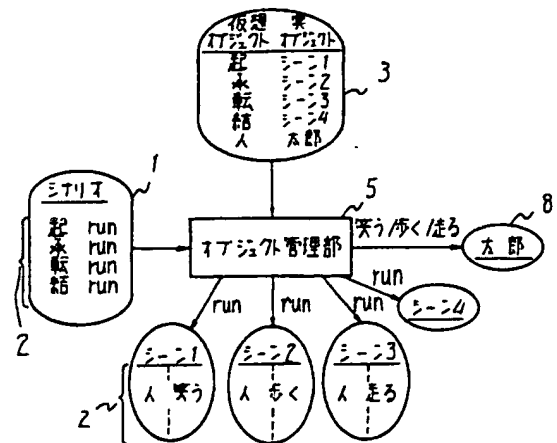 仮想 実
オブジェクト オブジェクト
起 シーン1
承 シーン2
転 シーン3
結 シーン4
人 太郎
3
1
シナリオ
起 run
承 run
転 run
結 run
2
5
オブジェクト管理部
笑う/歩く/走る
8
太郎
run
シーン4
run
run
run
シーン1
人 笑う
シーン2
人 歩く
シーン3
人 走る
2